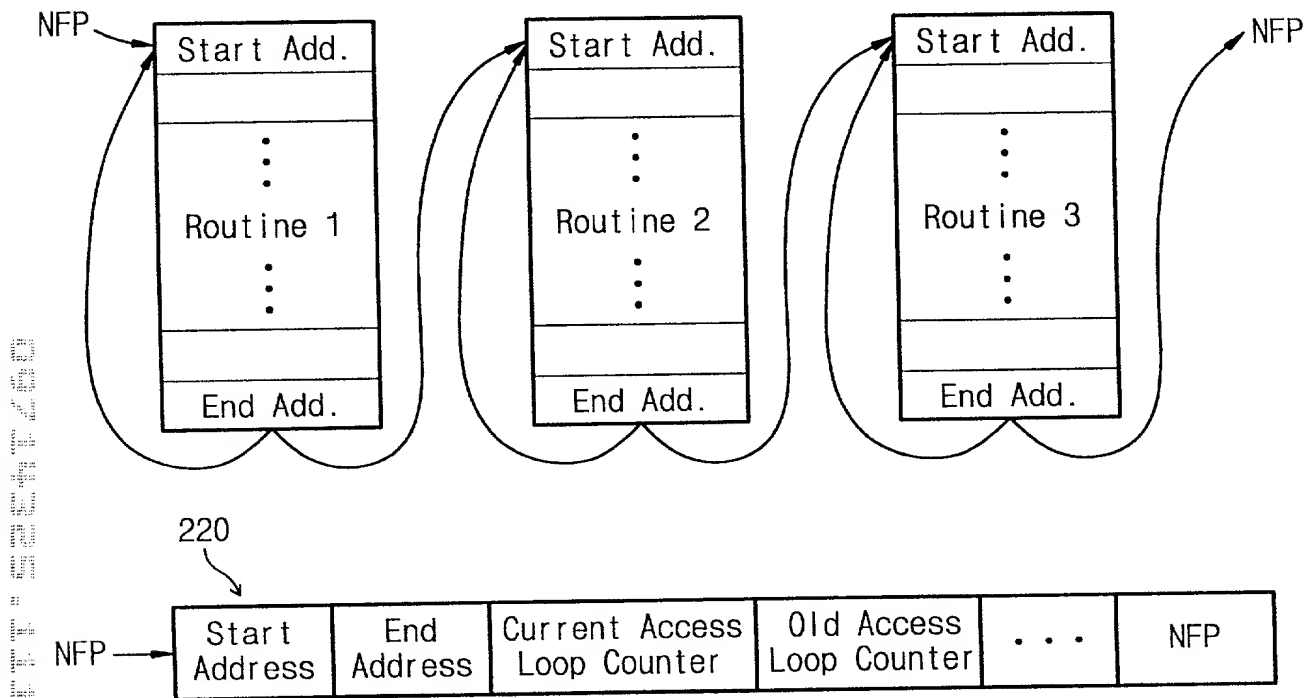 NFP
Start Add.
Start Add.
Start Add.
NFP
Routine 1
Routine 2
Routine 3
End Add.
End Add.
End Add.
220
NFP
Start
Address
End
Address
Current Access
Loop Counter
Old Access
Loop Counter
. . .
NFP